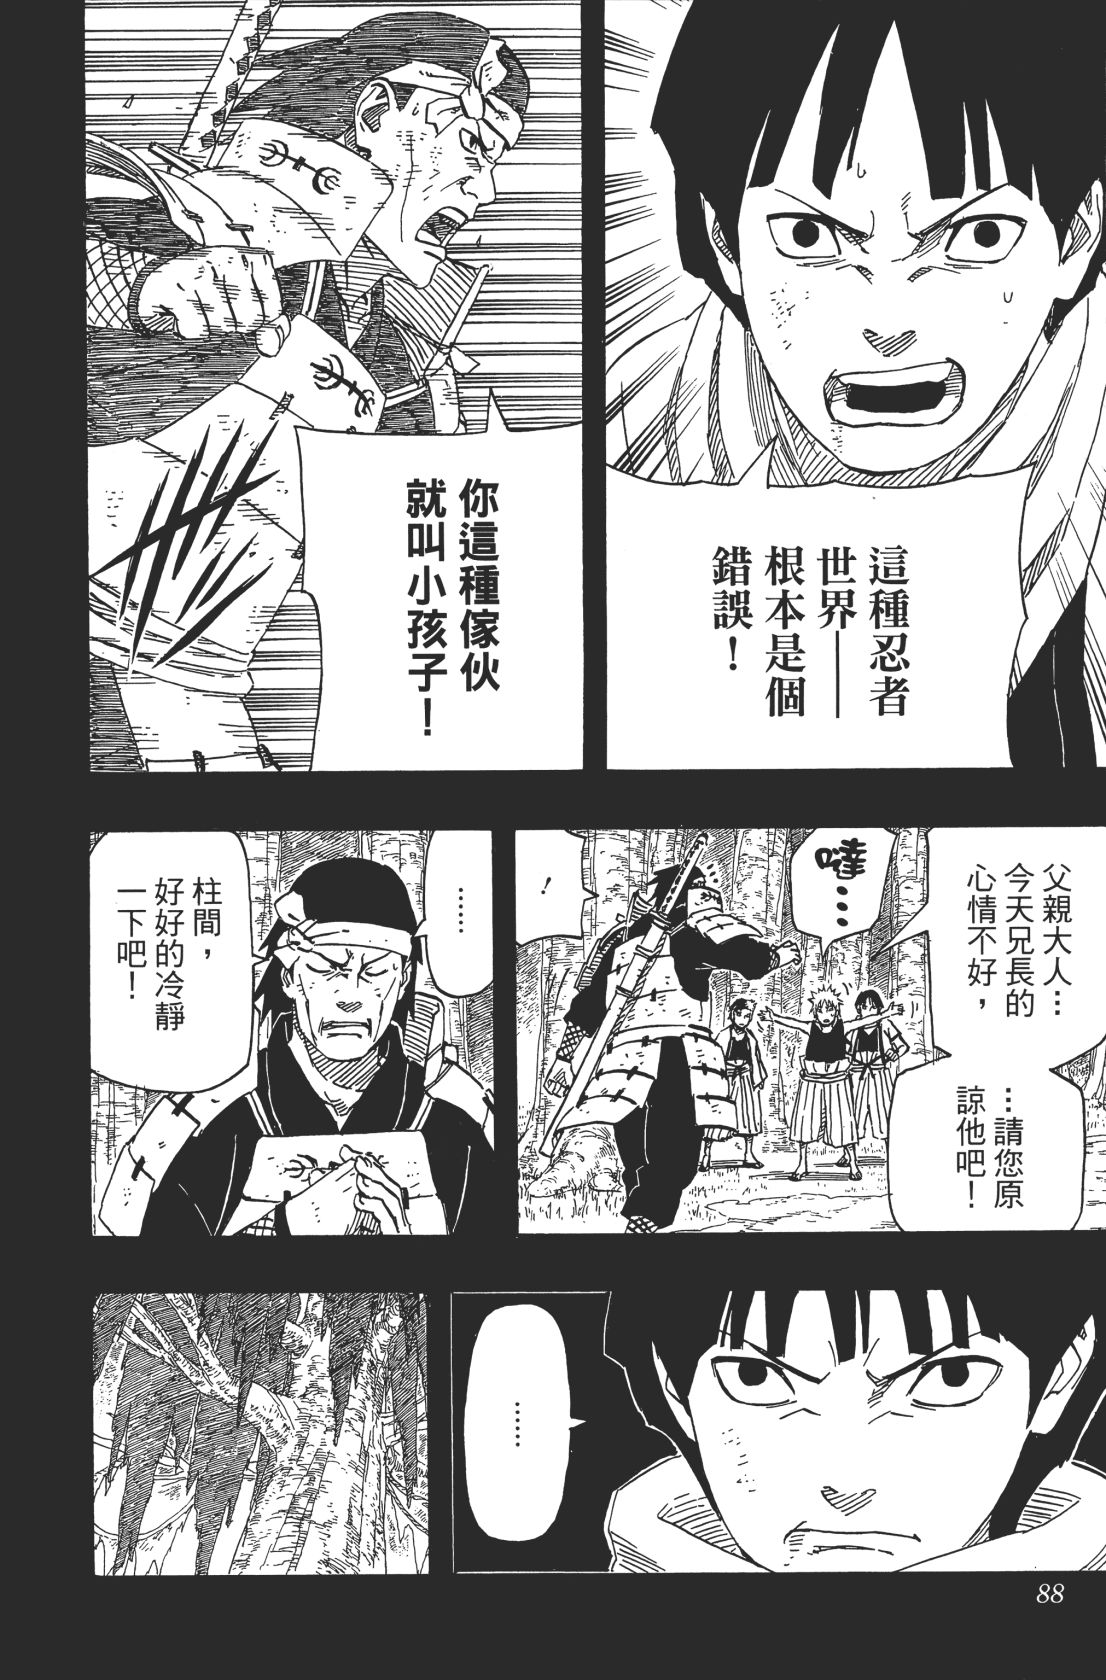 這種忍者
世界——
根本是個
錯誤！
你這種傢伙
就叫小孩子！
父親大人…
今天兄長的
心情不好，
…請您原
諒他吧！
噠…
！
……
柱間，
好好的冷靜
一下吧！
……
88